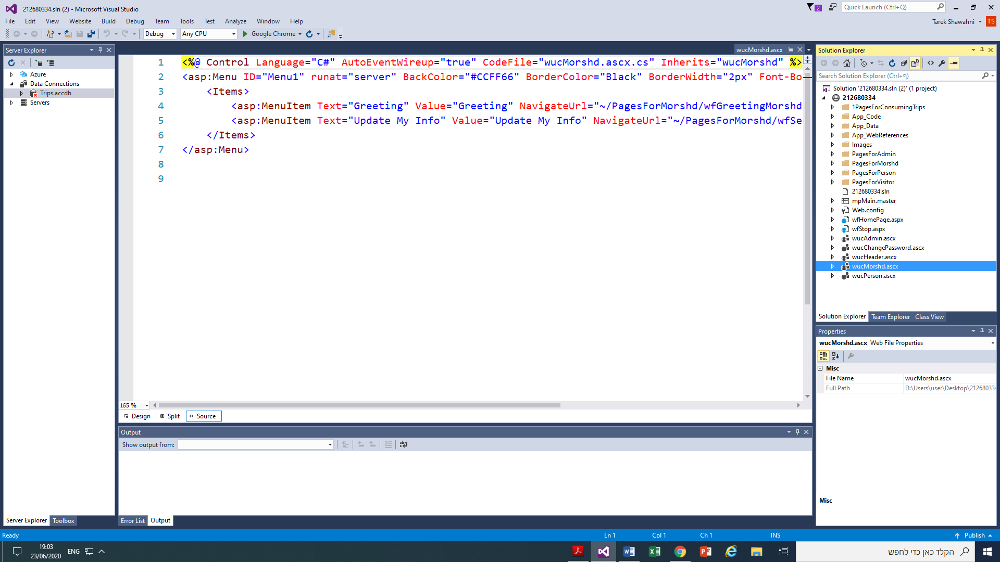 212680334.sln (2) - Microsoft Visual Studio
2
Quick Launch (Ctrl+Q)
File Edit View Website Build Debug Team Tools Test Analyze Window Help
Tarek Shawahni
TS
Debug
Any CPU
Google Chrome
Server Explorer
Azure
Data Connections
Trips.accdb
Servers
Server Explorer
Toolbox
wucMorshd.ascx
1 <%@ Control Language="C#" AutoEventWireup="true" CodeFile="wucMorshd.ascx.cs" Inherits="wucMorshd" %>
2 <asp:Menu ID="Menu1" runat="server" BackColor="#CCFF66" BorderColor="Black" BorderWidth="2px" Font-Bo
3 <Items>
4 <asp:MenuItem Text="Greeting" Value="Greeting" NavigateUrl="~/PagesForMorshd/wfGreetingMorshd
5 <asp:MenuItem Text="Update My Info" Value="Update My Info" NavigateUrl="~/PagesForMorshd/wfSe
6 </Items>
7 </asp:Menu>
8
9
165 %
Design Split Source
Output
Show output from:
Error List
Output
Solution Explorer
Search Solution Explorer (Ctrl+ף)
Solution '212680334.sln (2)' (1 project)
212680334
1PagesForConsumingTrips
App_Code
App_Data
App_WebReferences
Images
PagesForAdmin
PagesForMorshd
PagesForPerson
PagesForVisitor
212680334.sln
mpMain.master
Web.config
wfHomePage.aspx
wfStop.aspx
wucAdmin.ascx
wucChangePassword.ascx
wucHeader.ascx
wucMorshd.ascx
wucPerson.ascx
Solution Explorer Team Explorer Class View
Properties
wucMorshd.ascx Web File Properties
Misc
File Name wucMorshd.ascx
Full Path D:\Users\user\Desktop\21268033
Misc
Ready
Ln 1
Col 1
Ch 1
INS
Publish
19:03
23/06/2020
ENG
הקלד כאן כדי לחפש